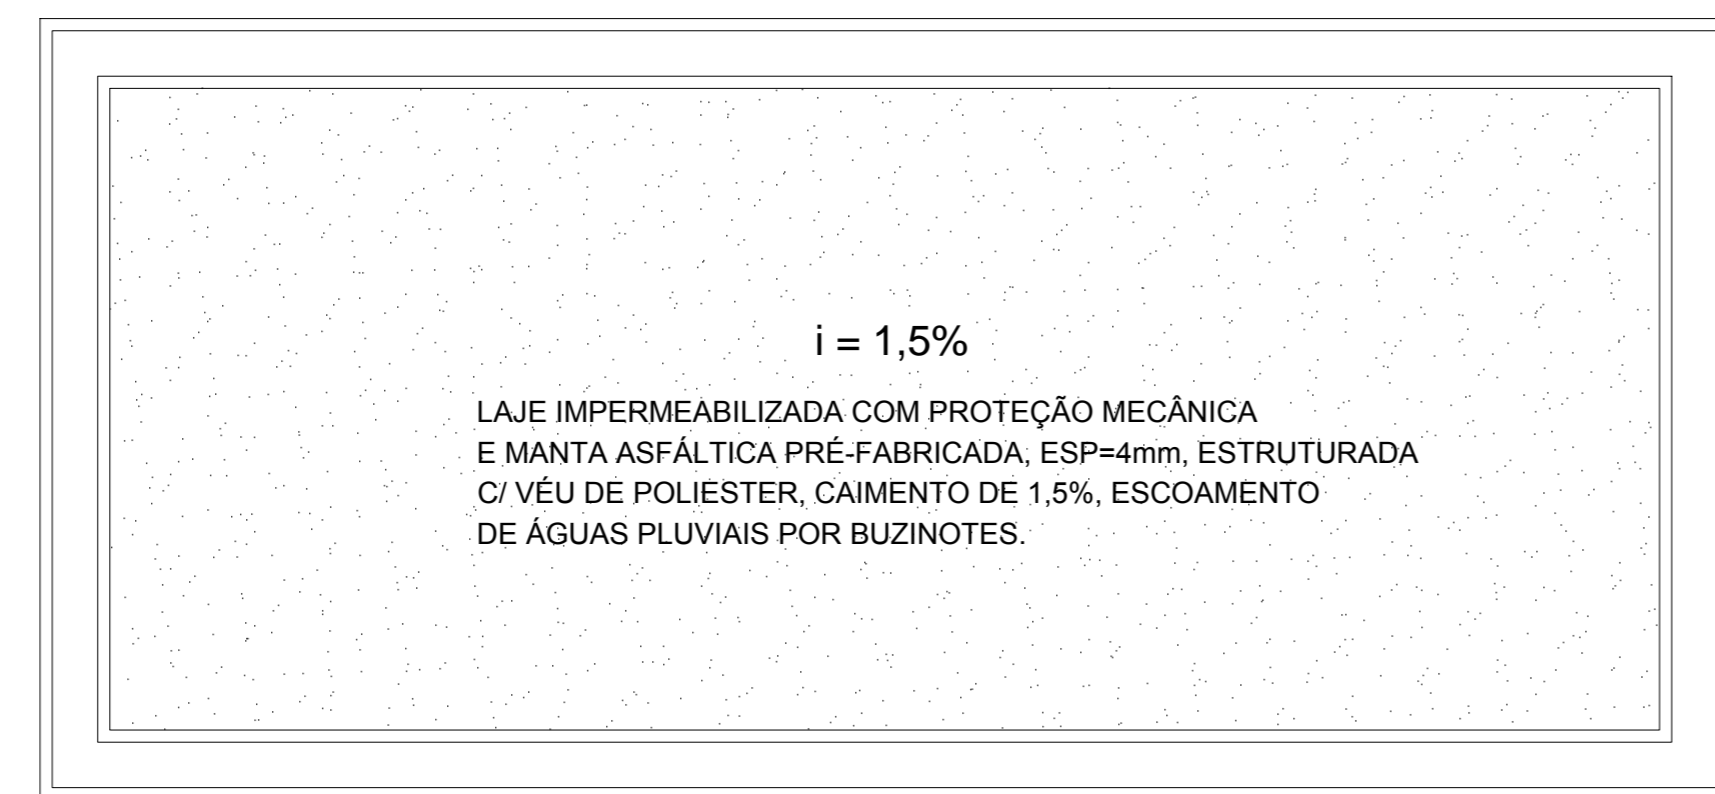 i = 1,5%
LAJE IMPERMEABILIZADA COM PROTEÇÃO MECÂNICA
E MANTA ASFÁLTICA PRÉ-FABRICADA, ESP=4mm, ESTRUTURADA
C/ VÉU DE POLIESTER, CAIMENTO DE 1,5%, ESCOAMENTO
DE ÁGUAS PLUVIAIS POR BUZINOTES.